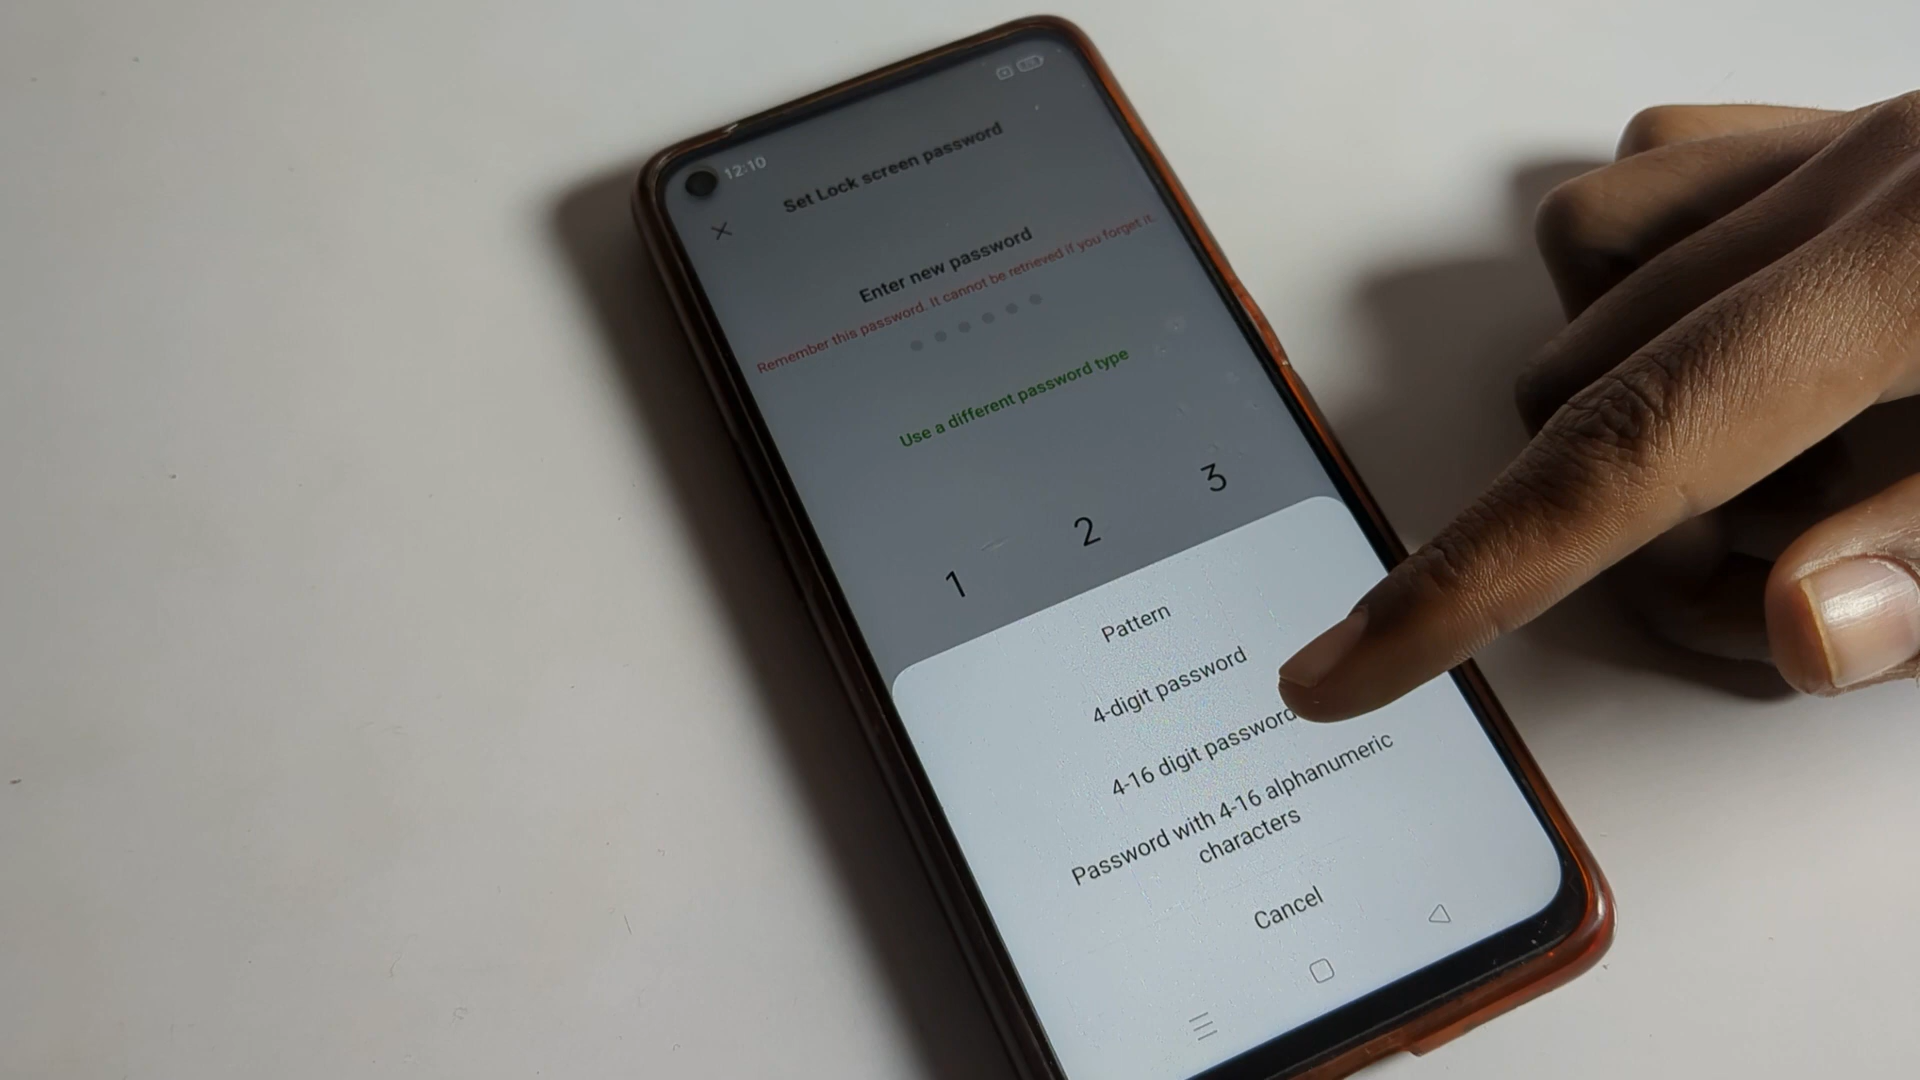 12:10
Set Lock screen password
Enter new password
Remember this password. It cannot be retrieved if you forget it.
Use a different password type
1 2 3
Pattern
4-digit password
4-16 digit password
Password with 4-16 alphanumeric
characters
Cancel